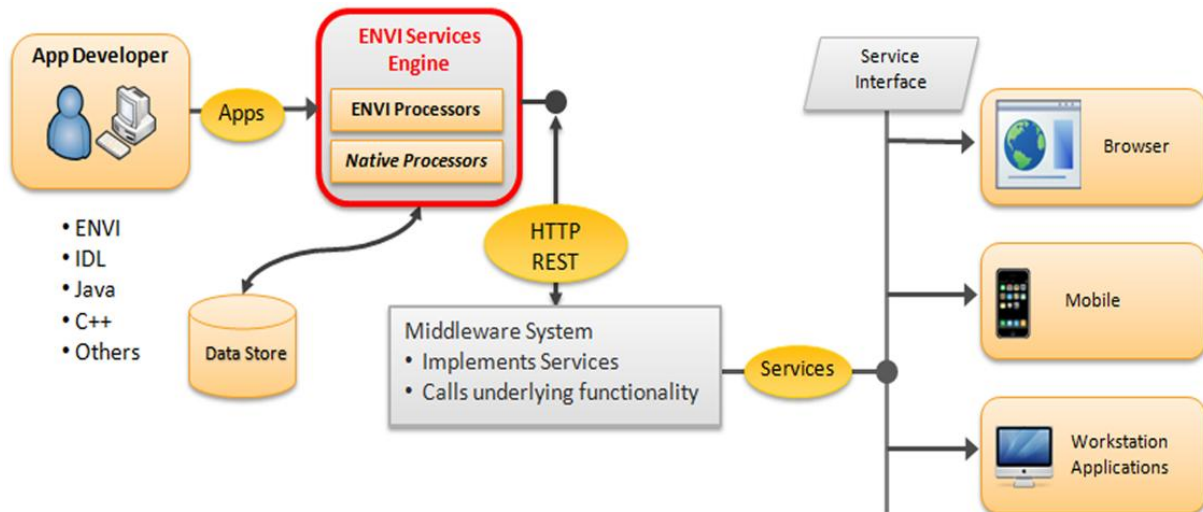 App Developer
Apps
• ENVI
• IDL
• Java
• C++
• Others
ENVI Services
Engine
ENVI Processors
Native Processors
Data Store
HTTP
REST
Middleware System
• Implements Services
• Calls underlying functionality
Services
Service
Interface
Browser
Mobile
Workstation
Applications